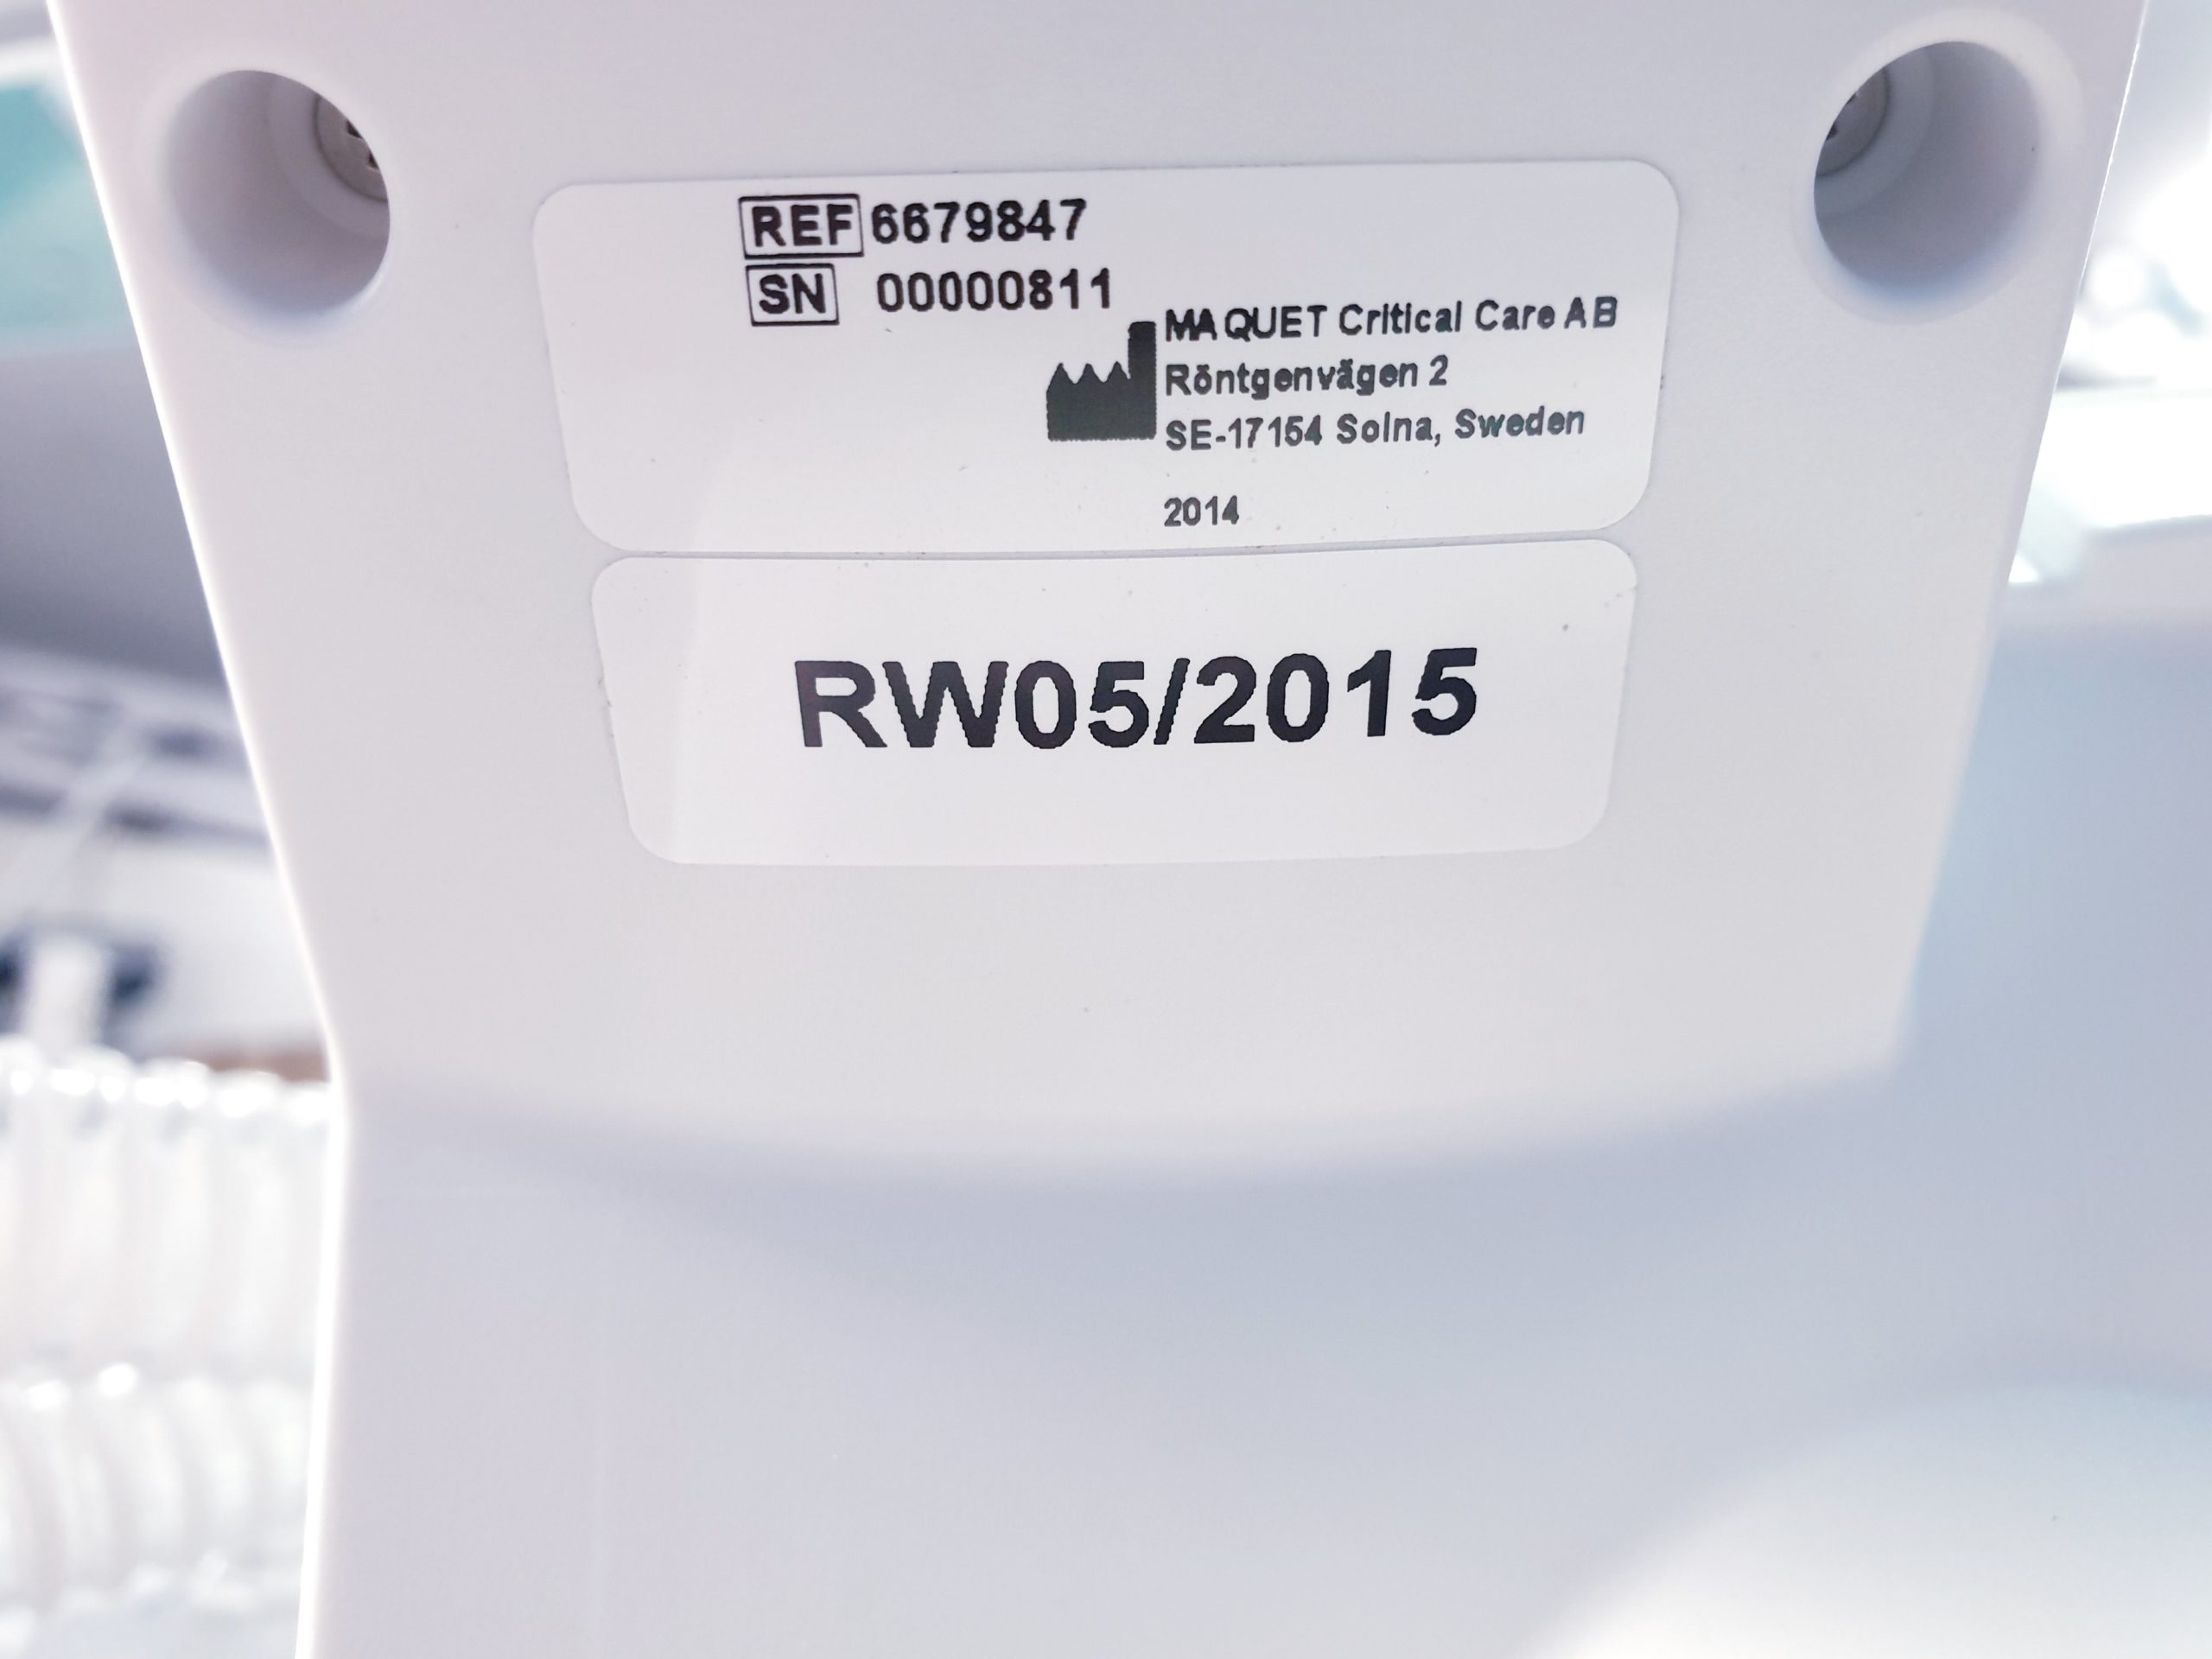 REF 6679847
SN 00000811
MAQUET Critical Care AB
Röntgenvägen 2
SE-17154 Solna, Sweden
2014
RW05/2015